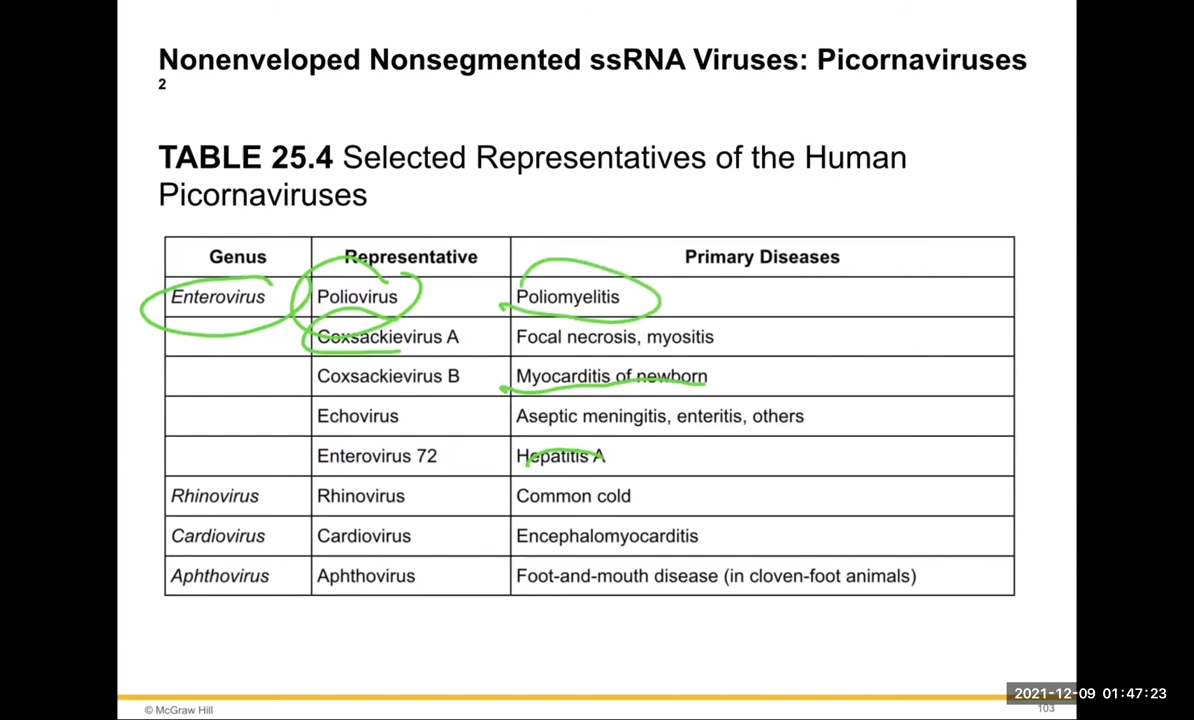 Nonenveloped Nonsegmented ssRNA Viruses: Picornaviruses
2
TABLE 25.4 Selected Representatives of the Human
Picornaviruses
Genus Representative Primary Diseases
Enterovirus Poliovirus Poliomyelitis
Coxsackievirus A Focal necrosis, myositis
Coxsackievirus B Myocarditis of newborn
Echovirus Aseptic meningitis, enteritis, others
Enterovirus 72 Hepatitis A
Rhinovirus Rhinovirus Common cold
Cardiovirus Cardiovirus Encephalomyocarditis
Aphthovirus Aphthovirus Foot-and-mouth disease (in cloven-foot animals)
2021-12-09 01:47:23
© McGraw Hill 103